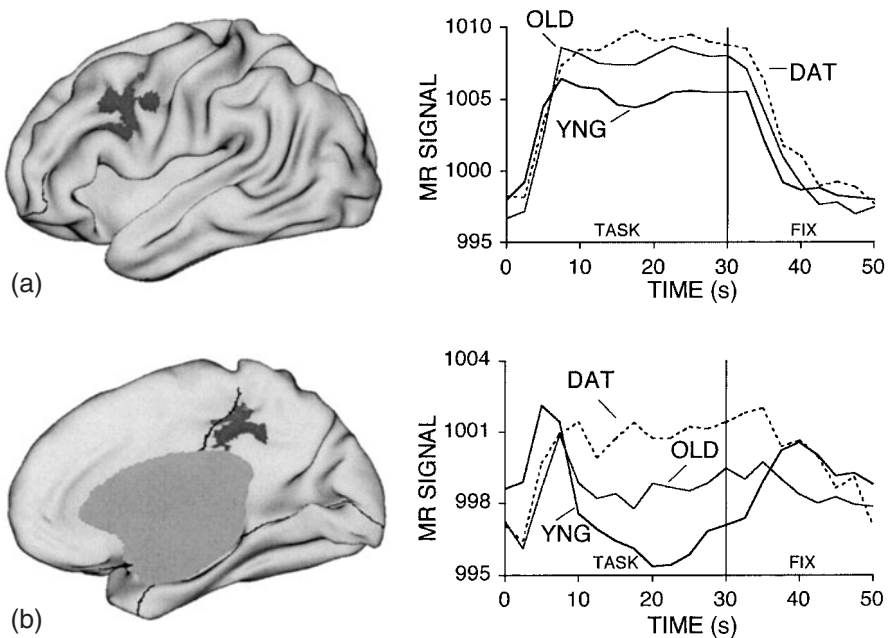 (a)
MR SIGNAL
1010
1005
1000
995
OLD
DAT
YNG
TASK
FIX
0 10 20 30 40 50
TIME (s)
(b)
MR SIGNAL
1004
1001
998
995
DAT
OLD
YNG
TASK
FIX
0 10 20 30 40 50
TIME (s)